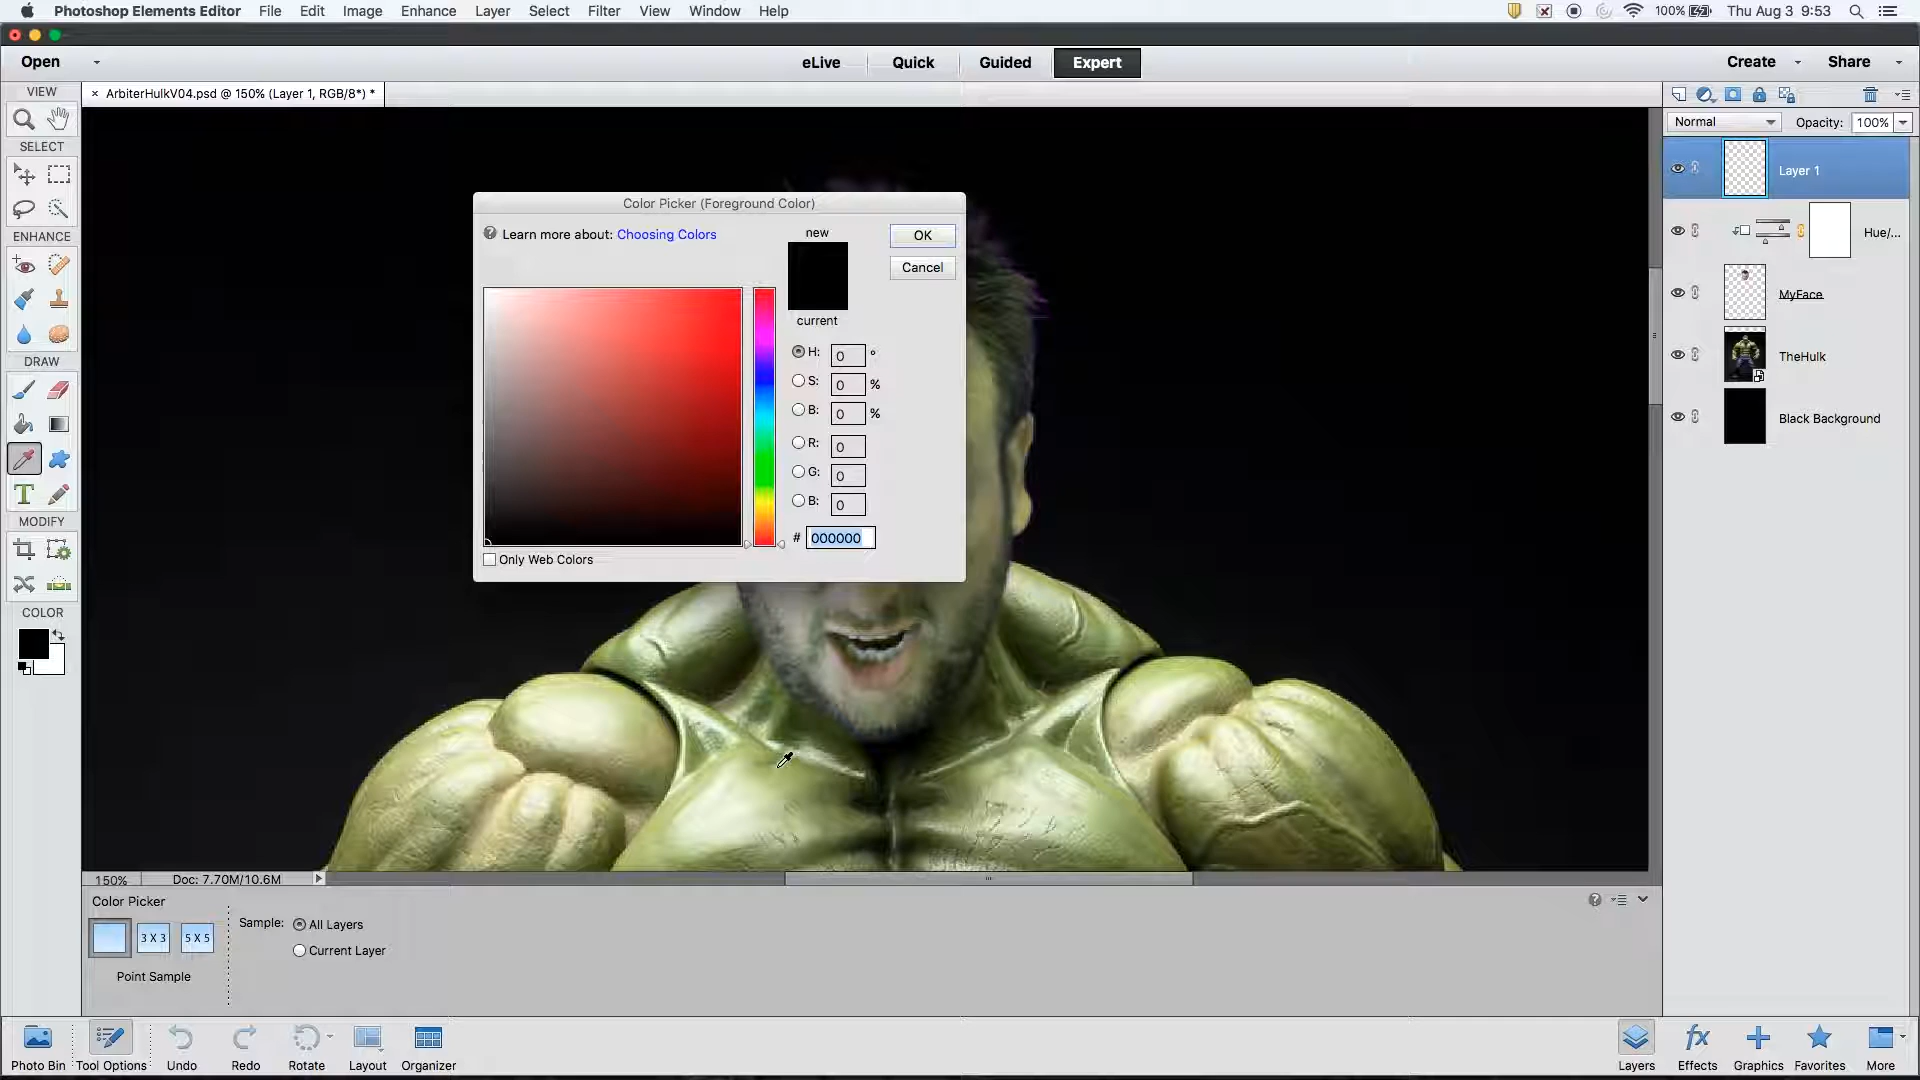 Photoshop Elements Editor File Edit Image Enhance Layer Select Filter View Window Help 100% Thu Aug 3 9:53
Open eLive Quick Guided Expert Create Share
VIEW × ArbiterHulkV04.psd @ 150% (Layer 1, RGB/8*) *
Normal Opacity: 100%
SELECT
Layer 1
Color Picker (Foreground Color)
Learn more about: Choosing Colors new OK
Hue/...
ENHANCE
Cancel
MyFace
current
H: 0 °
TheHulk
DRAW
S: 0 %
B: 0 %
Black Background
R: 0
G: 0
T
B: 0
MODIFY
# 000000
Only Web Colors
COLOR
150% Doc: 7.70M/10.6M
Color Picker
Sample: All Layers
3 X 3 5 X 5
Current Layer
Point Sample
fx
Photo Bin Tool Options Undo Redo Rotate Layout Organizer Layers Effects Graphics Favorites More